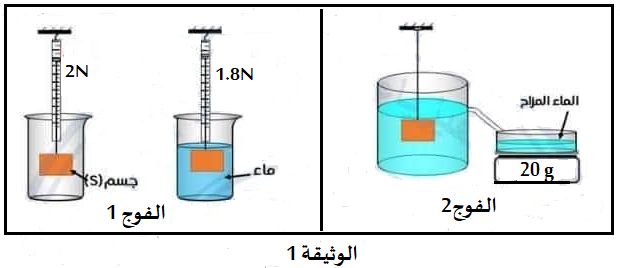 2N
1.8N
جسم(S)
ماء
الفوج 1
الماء المزاح
20 g
الفوج2
الوثيقة 1